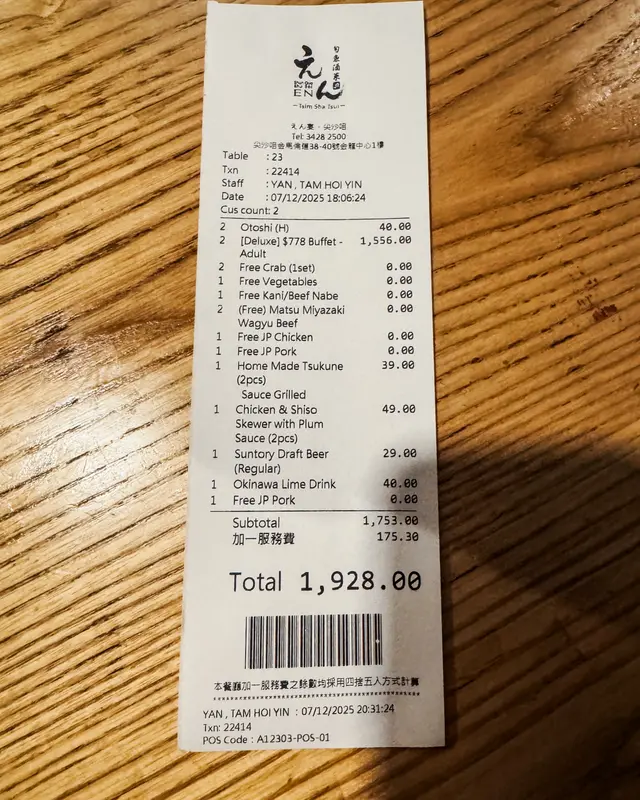 えん
EN
旬菜酒菜園
-Tsim Sha Tsui-
えん妻・尖沙咀
Tel: 3428 2500
尖沙咀金馬倫道38-40號金龍中心1樓
Table : 23
Txn : 22414
Staff : YAN , TAM HOI YIN
Date : 07/12/2025 18:06:24
Cus count: 2
2 Otoshi (H) 40.00
2 [Deluxe] $778 Buffet - 1,556.00
Adult
2 Free Crab (1set) 0.00
1 Free Vegetables 0.00
1 Free Kani/Beef Nabe 0.00
2 (Free) Matsu Miyazaki 0.00
Wagyu Beef
1 Free JP Chicken 0.00
1 Free JP Pork 0.00
1 Home Made Tsukune 39.00
(2pcs)
Sauce Grilled
1 Chicken & Shiso 49.00
Skewer with Plum
Sauce (2pcs)
1 Suntory Draft Beer 29.00
(Regular)
1 Okinawa Lime Drink 40.00
1 Free JP Pork 0.00
Subtotal 1,753.00
加一服務費 175.30
Total 1,928.00
本餐廳加一服務費之餘數均採用四捨五入方式計算
YAN , TAM HOI YIN : 07/12/2025 20:31:24
Txn: 22414
POS Code : A12303-POS-01